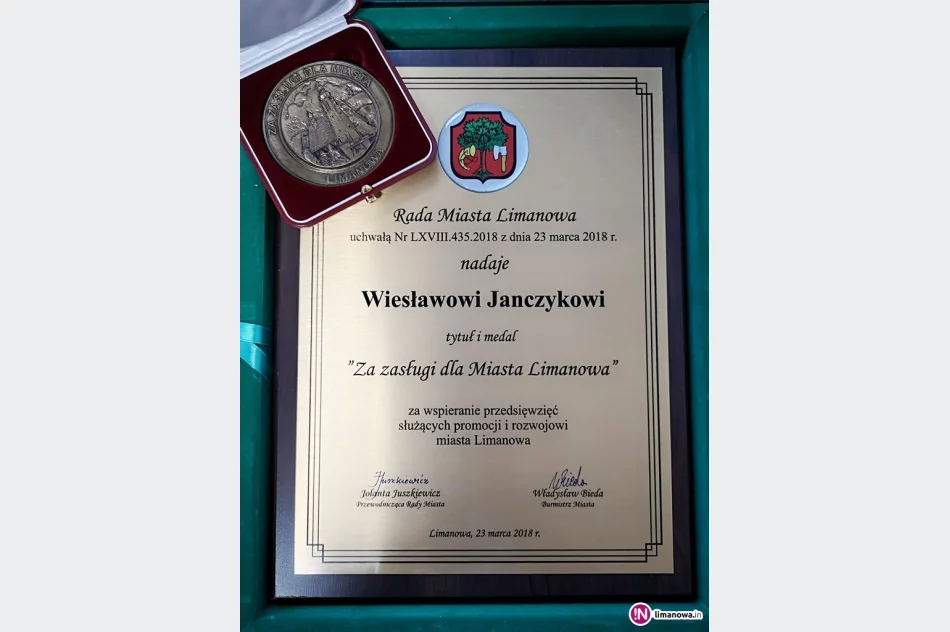 ZA ZASŁUGI DLA MIASTA
LIMANOWA
Rada Miasta Limanowa
uchwałą Nr LXVIII.435.2018 z dnia 23 marca 2018 r.
nadaje
Wiesławowi Janczykowi
tytuł i medal
”Za zasługi dla Miasta Limanowa”
za wspieranie przedsięwzięć
służących promocji i rozwojowi
miasta Limanowa
JJuszkiewicz WBieda
Jolanta Juszkiewicz Władysław Bieda
Przewodnicząca Rady Miasta Burmistrz Miasta
Limanowa, 23 marca 2018 r.
!N limanowa.in